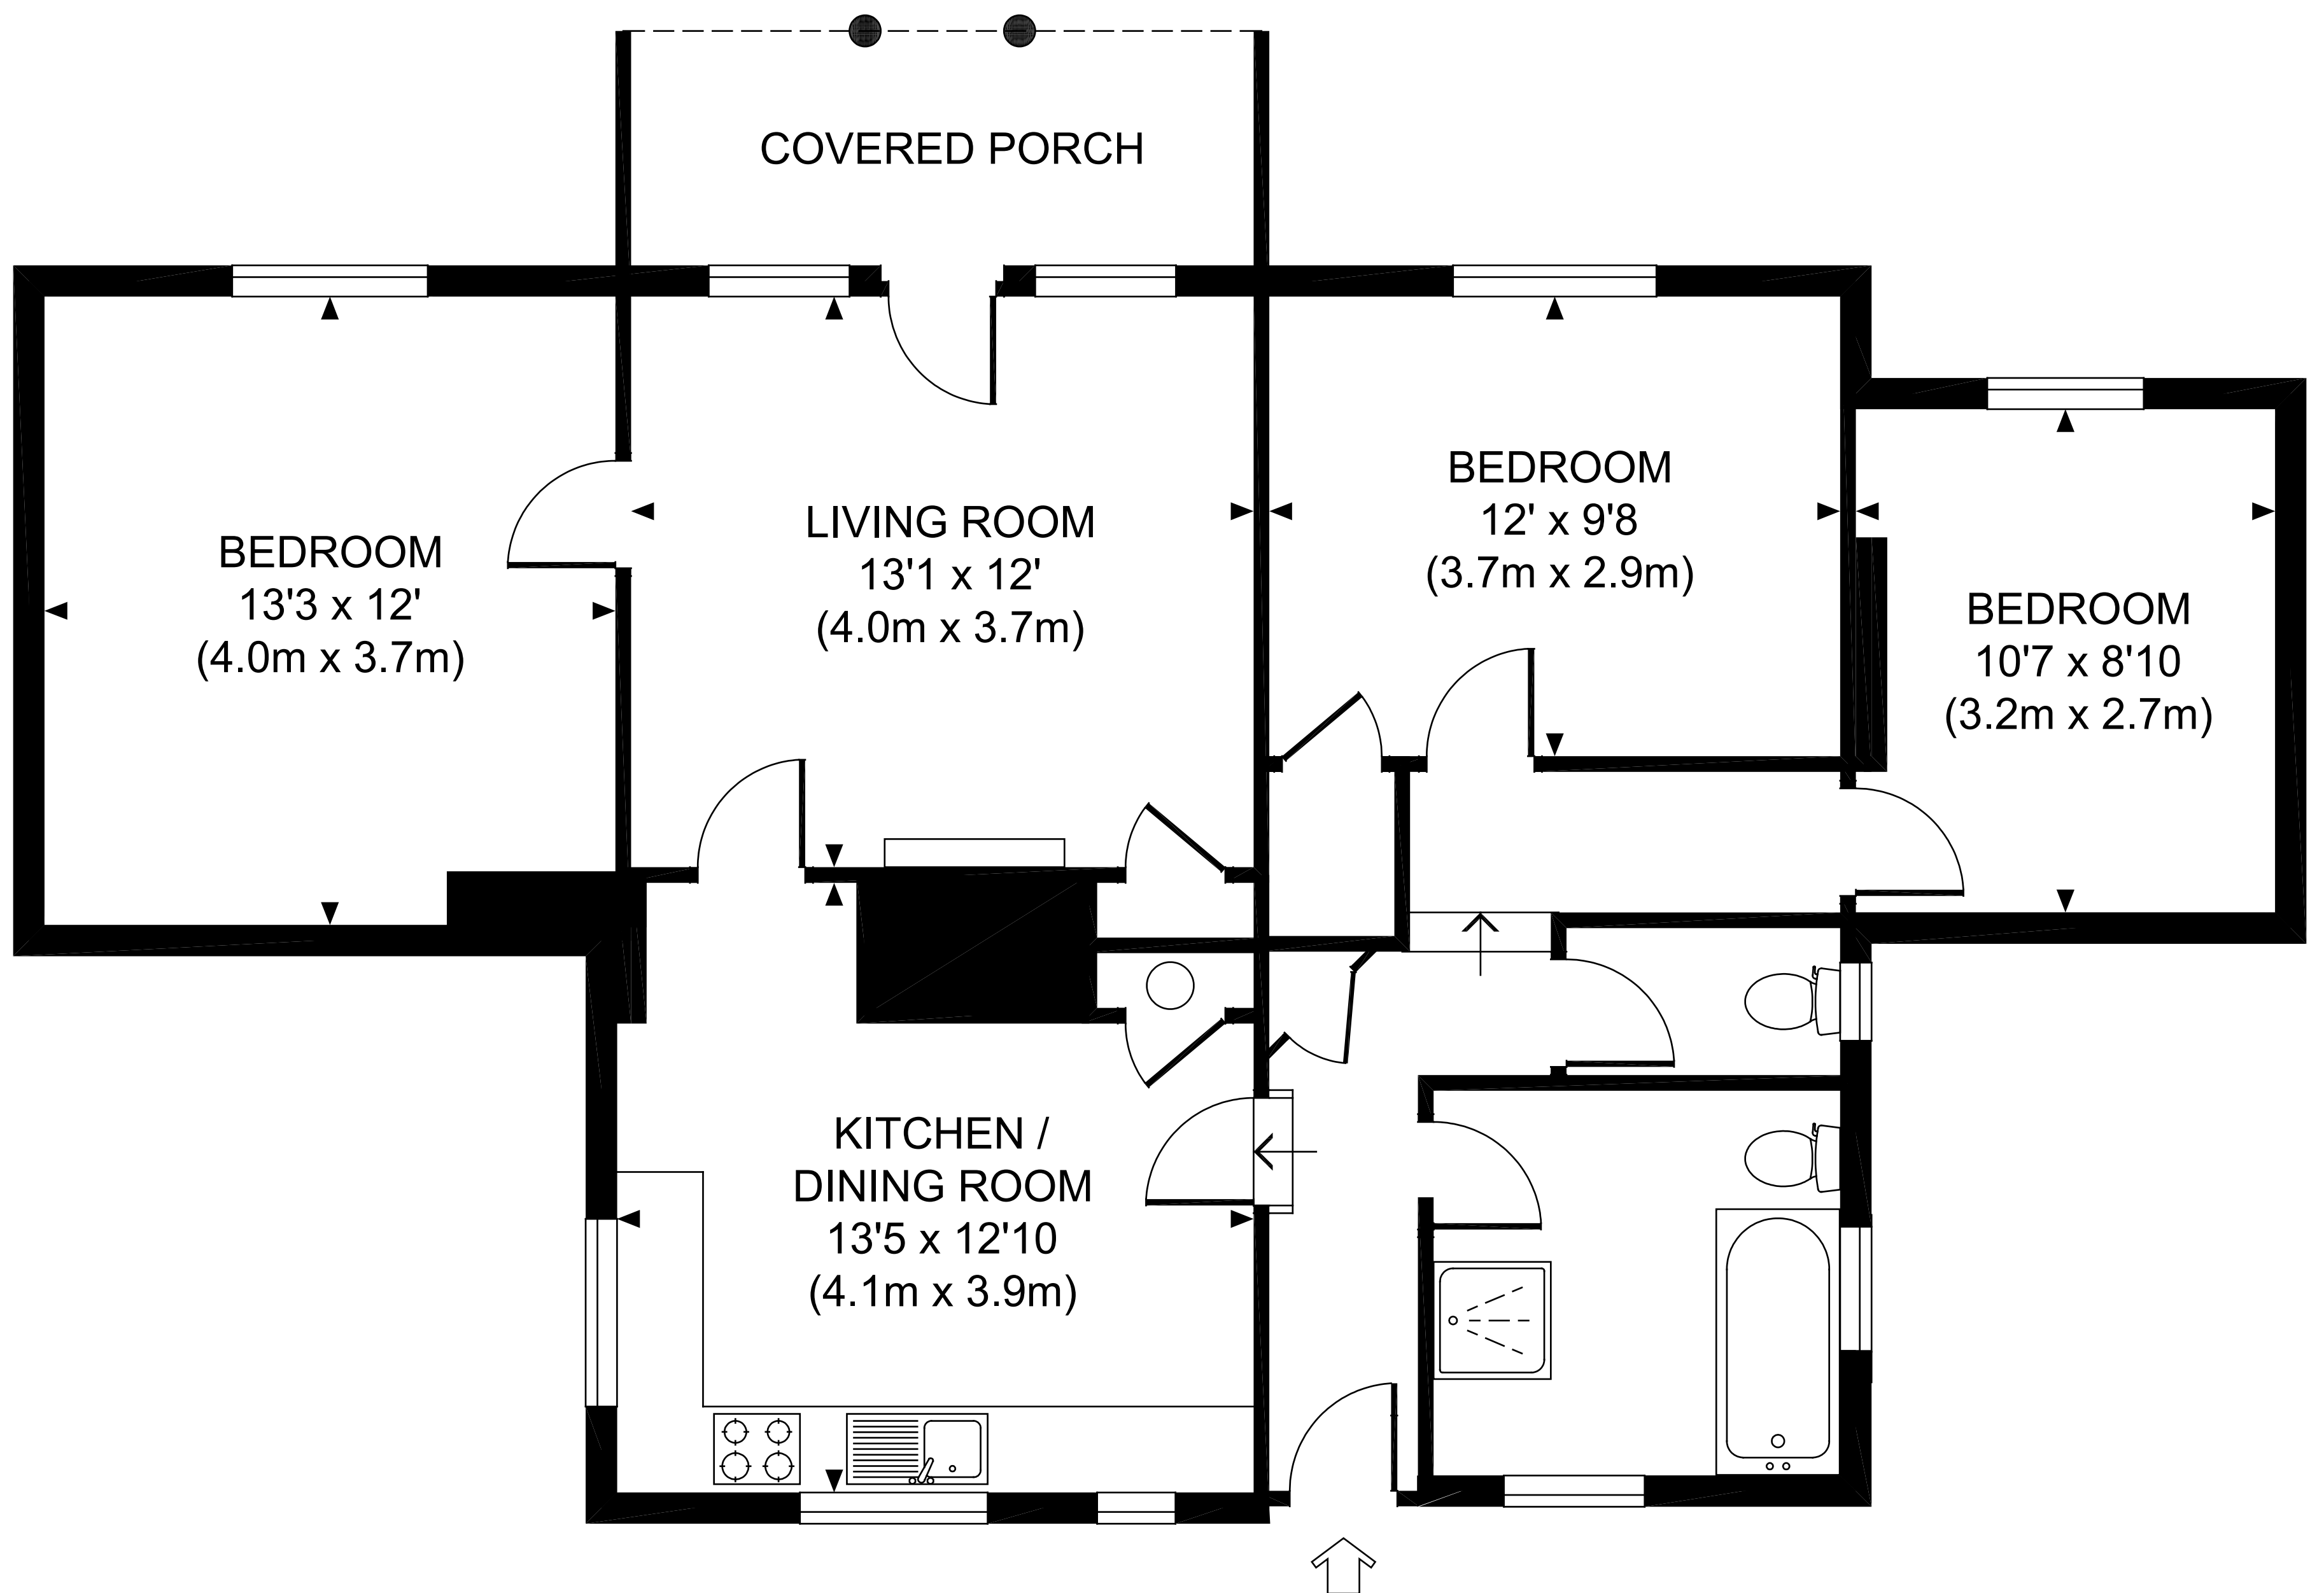 COVERED PORCH
BEDROOM
13'3 x 12'
(4.0m x 3.7m)
LIVING ROOM
13'1 x 12'
(4.0m x 3.7m)
BEDROOM
12' x 9'8
(3.7m x 2.9m)
BEDROOM
10'7 x 8'10
(3.2m x 2.7m)
KITCHEN /
DINING ROOM
13'5 x 12'10
(4.1m x 3.9m)